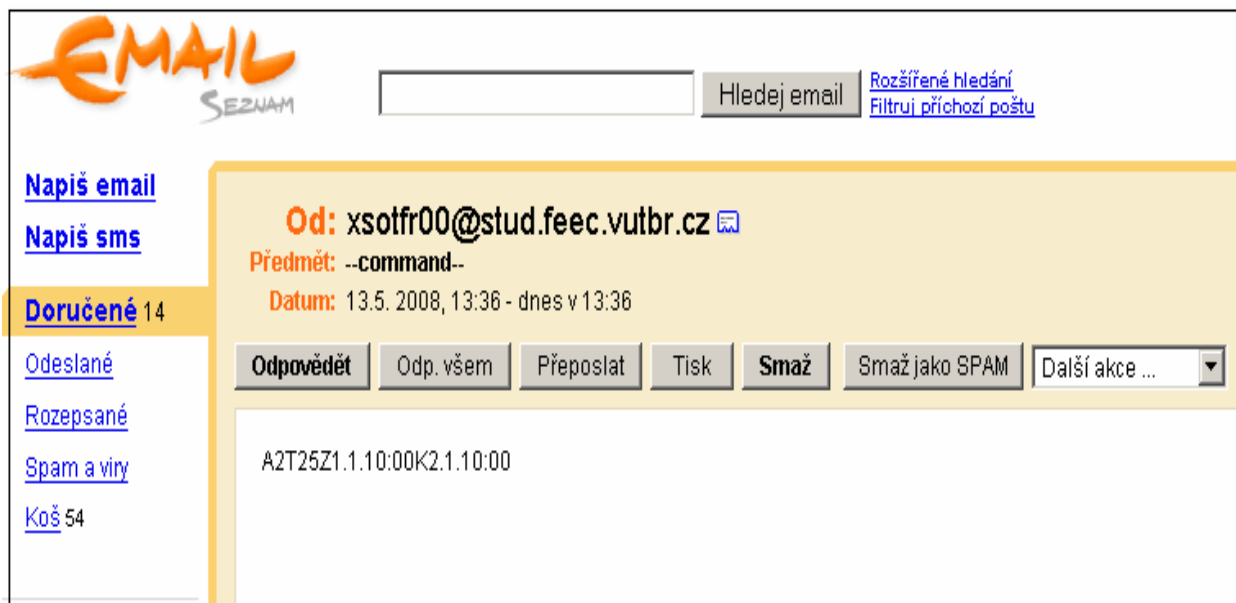 EMAIL
SEZNAM
Hledej email
Rozšířené hledání
Filtruj příchozí poštu
Napiš email
Napiš sms
Doručené 14
Odeslané
Rozepsané
Spam a viry
Koš 54
Od: xsotfr00@stud.feec.vutbr.cz
Předmět: --command--
Datum: 13.5. 2008, 13:36 - dnes v 13:36
Odpovědět Odp. všem Přeposlat Tisk Smaž Smaž jako SPAM Další akce ...
A2T25Z1.1.10:00K2.1.10:00